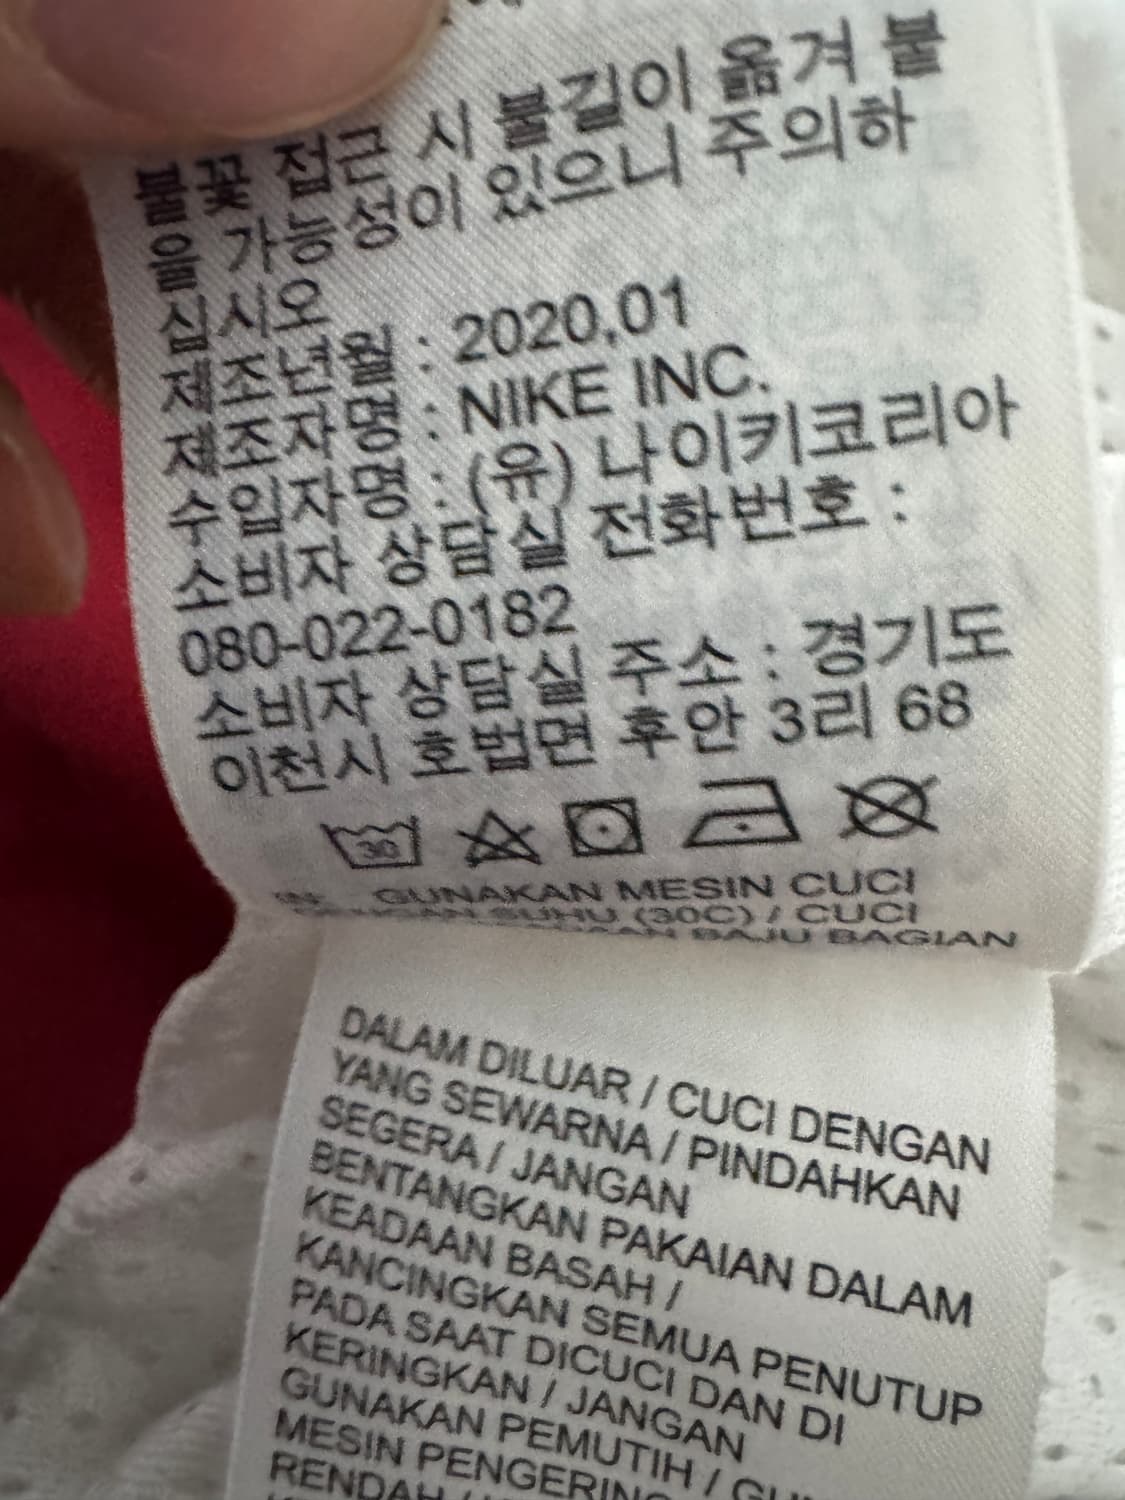 불꽃 접근 시 불길이 옮겨 붙
을 가능성이 있으니 주의하
십시오
제조년월 : 2020.01
제조자명 : NIKE INC.
수입자명 : (유) 나이키코리아
소비자 상담실 전화번호 :
080-022-0182
소비자 상담실 주소 : 경기도
이천시 호법면 후안 3리 68
30
GUNAKAN MESIN CUCI
DENGAN SUHU (30C) / CUCI
BAJU BAGIAN
DALAM DILUAR / CUCI DENGAN
YANG SEWARNA / PINDAHKAN
SEGERA / JANGAN
BENTANGKAN PAKAIAN DALAM
KEADAAN BASAH /
KANCINGKAN SEMUA PENUTUP
PADA SAAT DICUCI DAN DI
KERINGKAN / JANGAN
GUNAKAN PEMUTIH /
MESIN PENGERING
RENDAH /